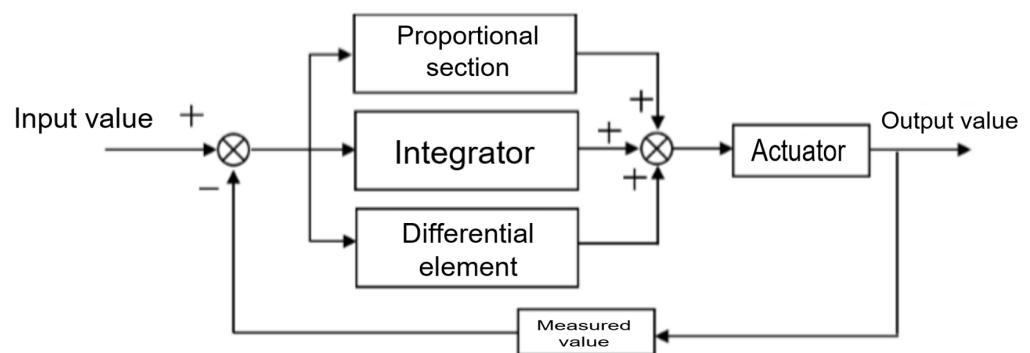 Proportional
section
Input value
+
+
+
Output value
Integrator
Actuator
−
+
Differential
element
Measured
value